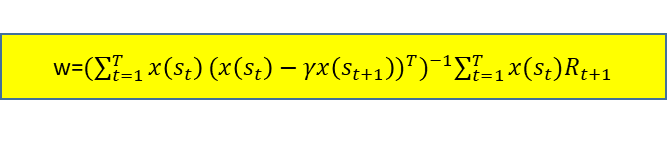 w=(∑_{t=1}^{T} x(s_t) (x(s_t) − γx(s_{t+1}))^T)^{−1} ∑_{t=1}^{T} x(s_t)R_{t+1}